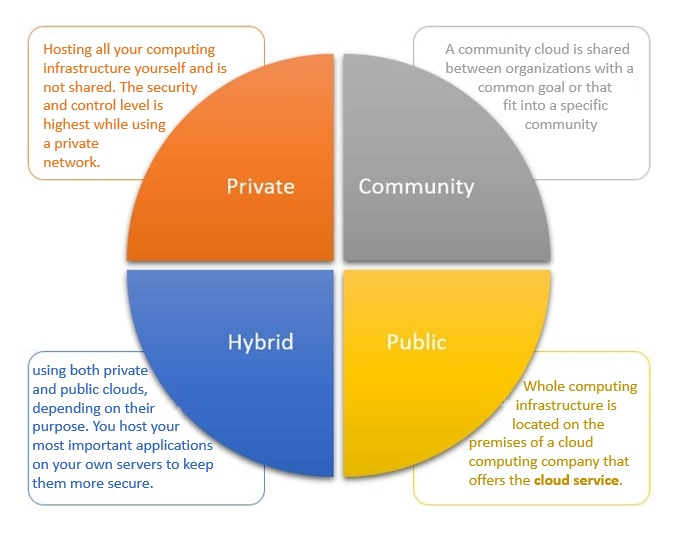 Hosting all your computing
infrastructure yourself and is
not shared. The security
and control level is
highest while using
a private
network.
A community cloud is shared
between organizations with a
common goal or that
fit into a specific
community
Private
Community
Hybrid
Public
using both private
and public clouds,
depending on their
purpose. You host your
most important applications
on your own servers to keep
them more secure.
Whole computing
infrastructure is
located on the
premises of a cloud
computing company that
offers the cloud service.